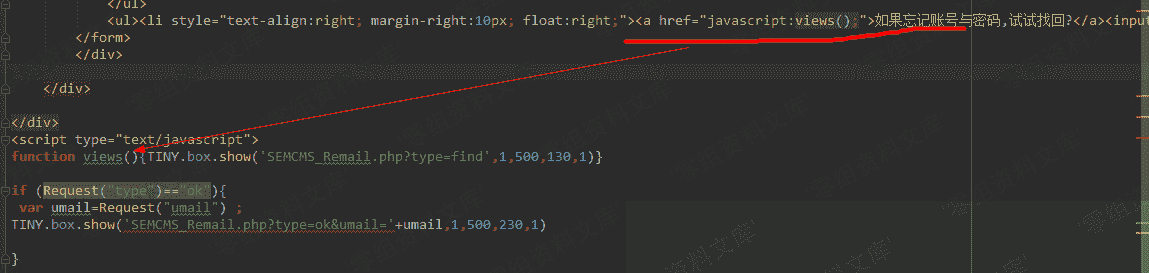 </ul>
<ul><li style="text-align:right; margin-right:10px; float:right;"><a href="javascript:views();">如果忘记账号与密码,试试找回?</a><input
</form>
</div>
</div>
</div>
<script type="text/javascript">
function views(){TINY.box.show('SEMCMS_Remail.php?type=find',1,500,130,1)}
if (Request("type")=="ok"){
var umail=Request("umail") ;
TINY.box.show('SEMCMS_Remail.php?type=ok&umail='+umail,1,500,230,1)
}